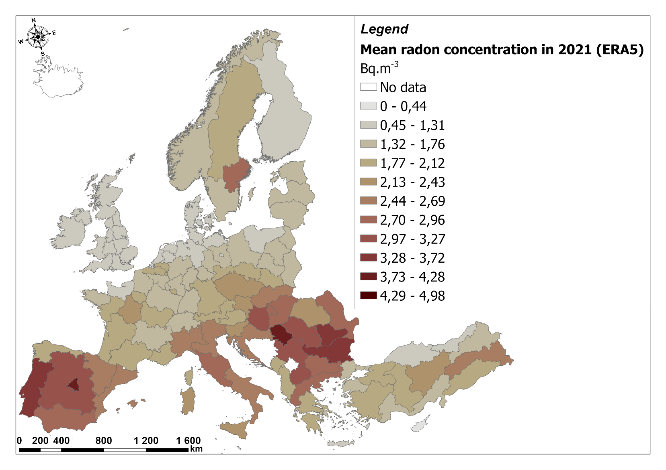 N
W
E
S
Legend
Mean radon concentration in 2021 (ERA5)
Bq.m-3
No data
0 - 0,44
0,45 - 1,31
1,32 - 1,76
1,77 - 2,12
2,13 - 2,43
2,44 - 2,69
2,70 - 2,96
2,97 - 3,27
3,28 - 3,72
3,73 - 4,28
4,29 - 4,98
0 200 400 800 1 200 1 600
km